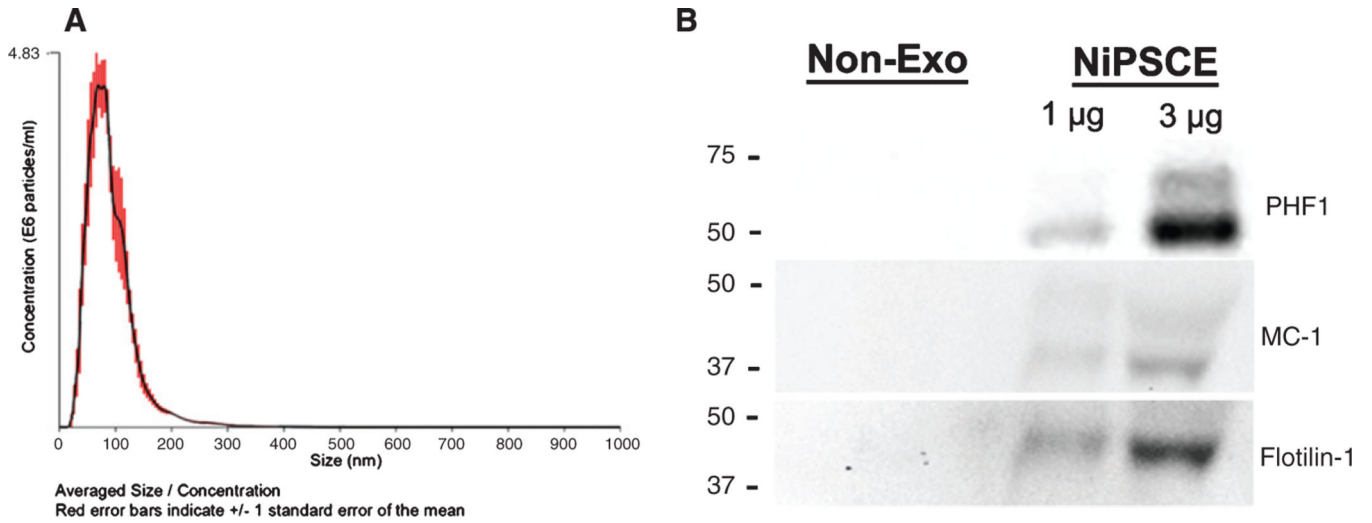 A
4.83
Concentration (E6 particles/ml)
0 100 200 300 400 500 600 700 800 900 1000
Size (nm)
Averaged Size / Concentration
Red error bars indicate +/- 1 standard error of the mean
B
Non-Exo NiPSCE
1 µg 3 µg
75 -
PHF1
50 -
50 -
MC-1
37 -
50 -
Flotilin-1
37 -